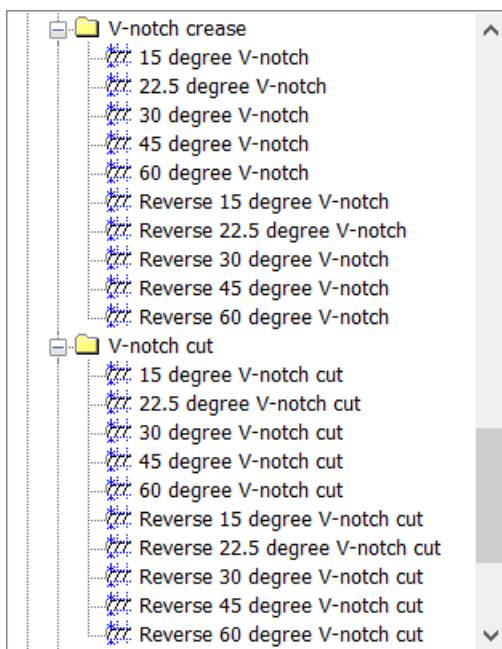 V-notch crease
15 degree V-notch
22.5 degree V-notch
30 degree V-notch
45 degree V-notch
60 degree V-notch
Reverse 15 degree V-notch
Reverse 22.5 degree V-notch
Reverse 30 degree V-notch
Reverse 45 degree V-notch
Reverse 60 degree V-notch
V-notch cut
15 degree V-notch cut
22.5 degree V-notch cut
30 degree V-notch cut
45 degree V-notch cut
60 degree V-notch cut
Reverse 15 degree V-notch cut
Reverse 22.5 degree V-notch cut
Reverse 30 degree V-notch cut
Reverse 45 degree V-notch cut
Reverse 60 degree V-notch cut